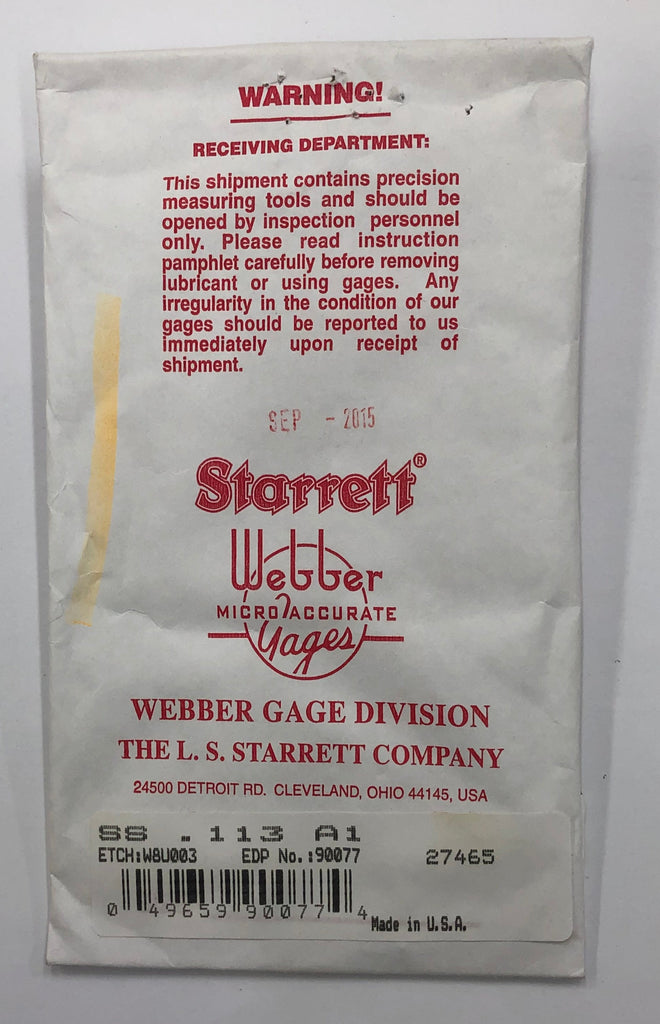 WARNING!
RECEIVING DEPARTMENT:
This shipment contains precision
measuring tools and should be
opened by inspection personnel
only. Please read instruction
pamphlet carefully before removing
lubricant or using gages. Any
irregularity in the condition of our
gages should be reported to us
immediately upon receipt of
shipment.
SEP - 2015
Starrett®
Webber
MICRO ACCURATE
Gages
WEBBER GAGE DIVISION
THE L. S. STARRETT COMPANY
24500 DETROIT RD. CLEVELAND, OHIO 44145, USA
SS .113 A1
ETCH:W8U003 EDP No.:90077 27465
0 49659 90077 4
Made in U.S.A.